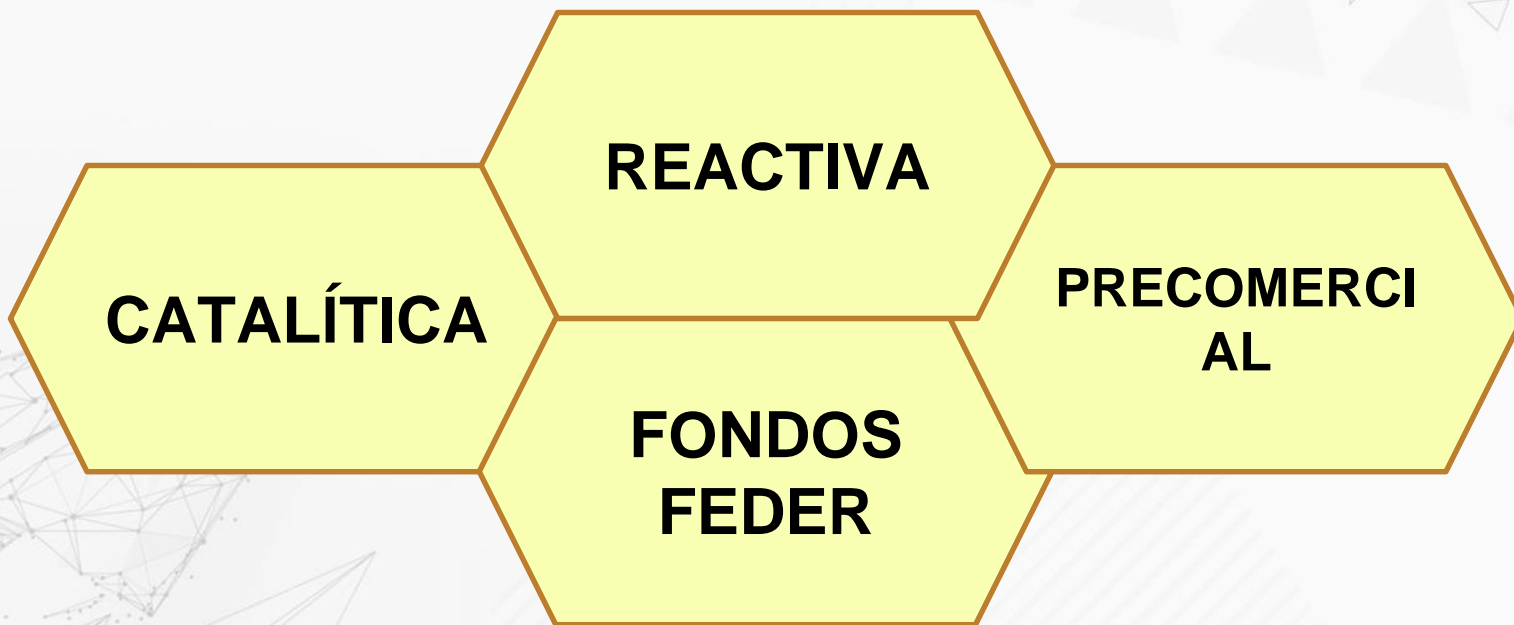 REACTIVA
CATALÍTICA
PRECOMERCI
AL
FONDOS
FEDER